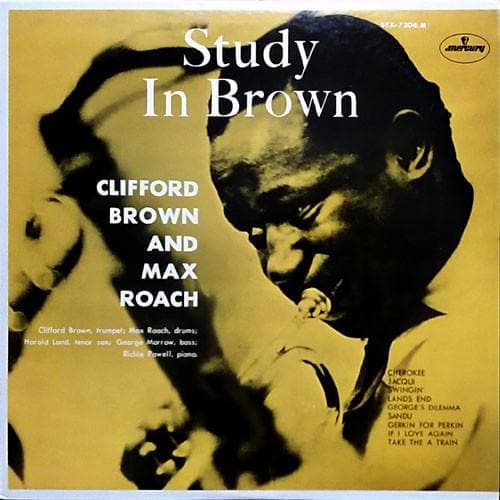 SFX-7304(M)
mercury
Study
In Brown
CLIFFORD
BROWN
AND
MAX
ROACH
Clifford Brown, trumpet; Max Roach, drums;
Harold Land, tenor sax; George Morrow, bass;
Richie Powell, piano.
CHEROKEE
JACQUI
SWINGIN'
LANDS END
GEORGE'S DILEMMA
SANDU
GERKIN FOR PERKIN
IF I LOVE AGAIN
TAKE THE A TRAIN